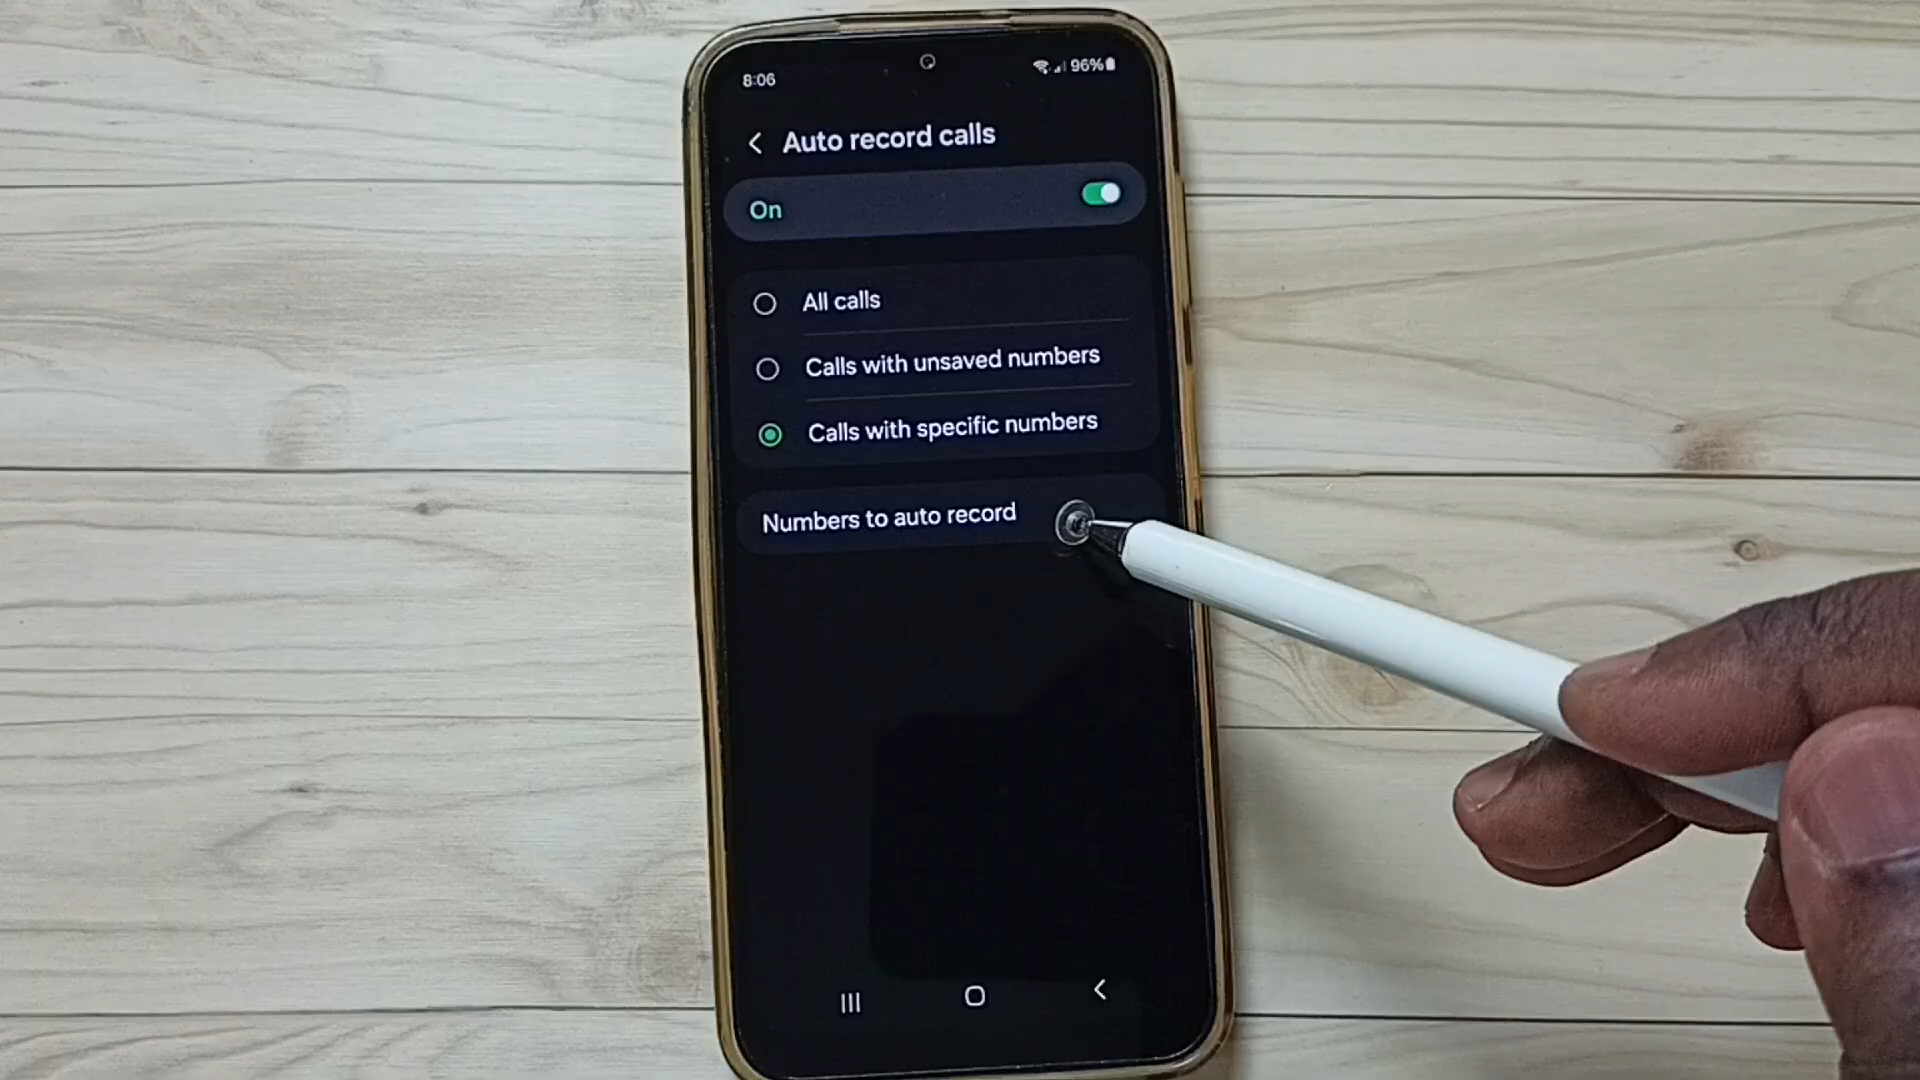 8:06
96%
Auto record calls
On
All calls
Calls with unsaved numbers
Calls with specific numbers
Numbers to auto record